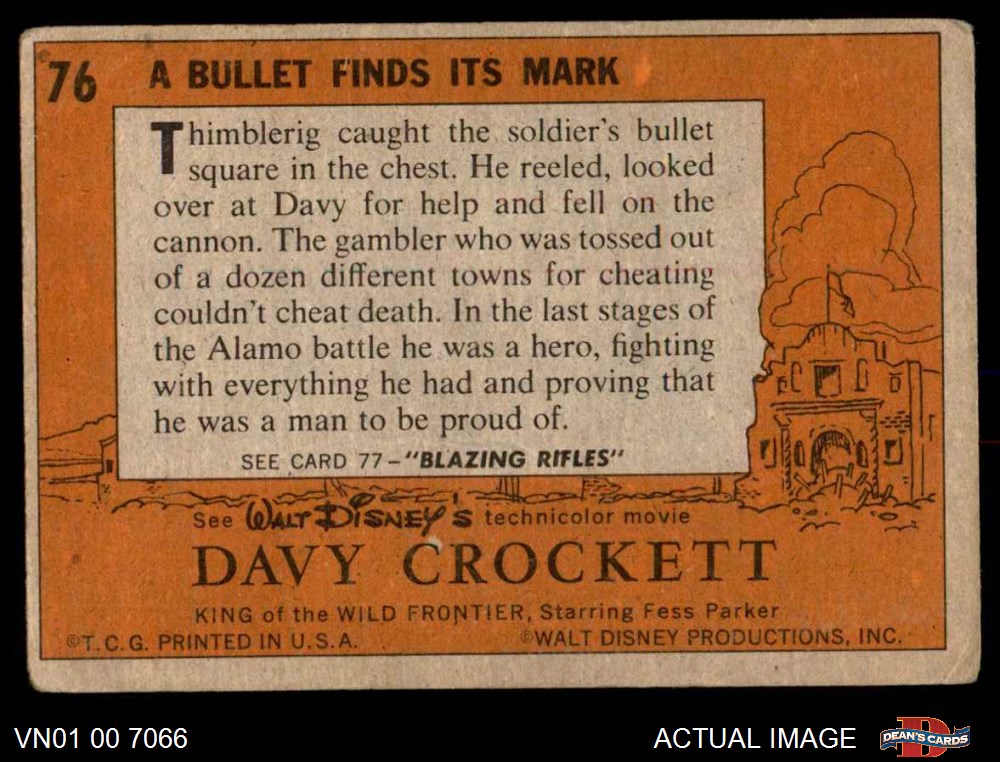 76 A BULLET FINDS ITS MARK
Thimblerig caught the soldier's bullet
square in the chest. He reeled, looked
over at Davy for help and fell on the
cannon. The gambler who was tossed out
of a dozen different towns for cheating
couldn't cheat death. In the last stages of
the Alamo battle he was a hero, fighting
with everything he had and proving that
he was a man to be proud of.
SEE CARD 77-"BLAZING RIFLES"
See WALT DISNEY'S technicolor movie
DAVY CROCKETT
KING of the WILD FRONTIER, Starring Fess Parker
©T.C.G. PRINTED IN U.S.A. ©WALT DISNEY PRODUCTIONS, INC.
VN01 00 7066 ACTUAL IMAGE D DEAN'S CARDS